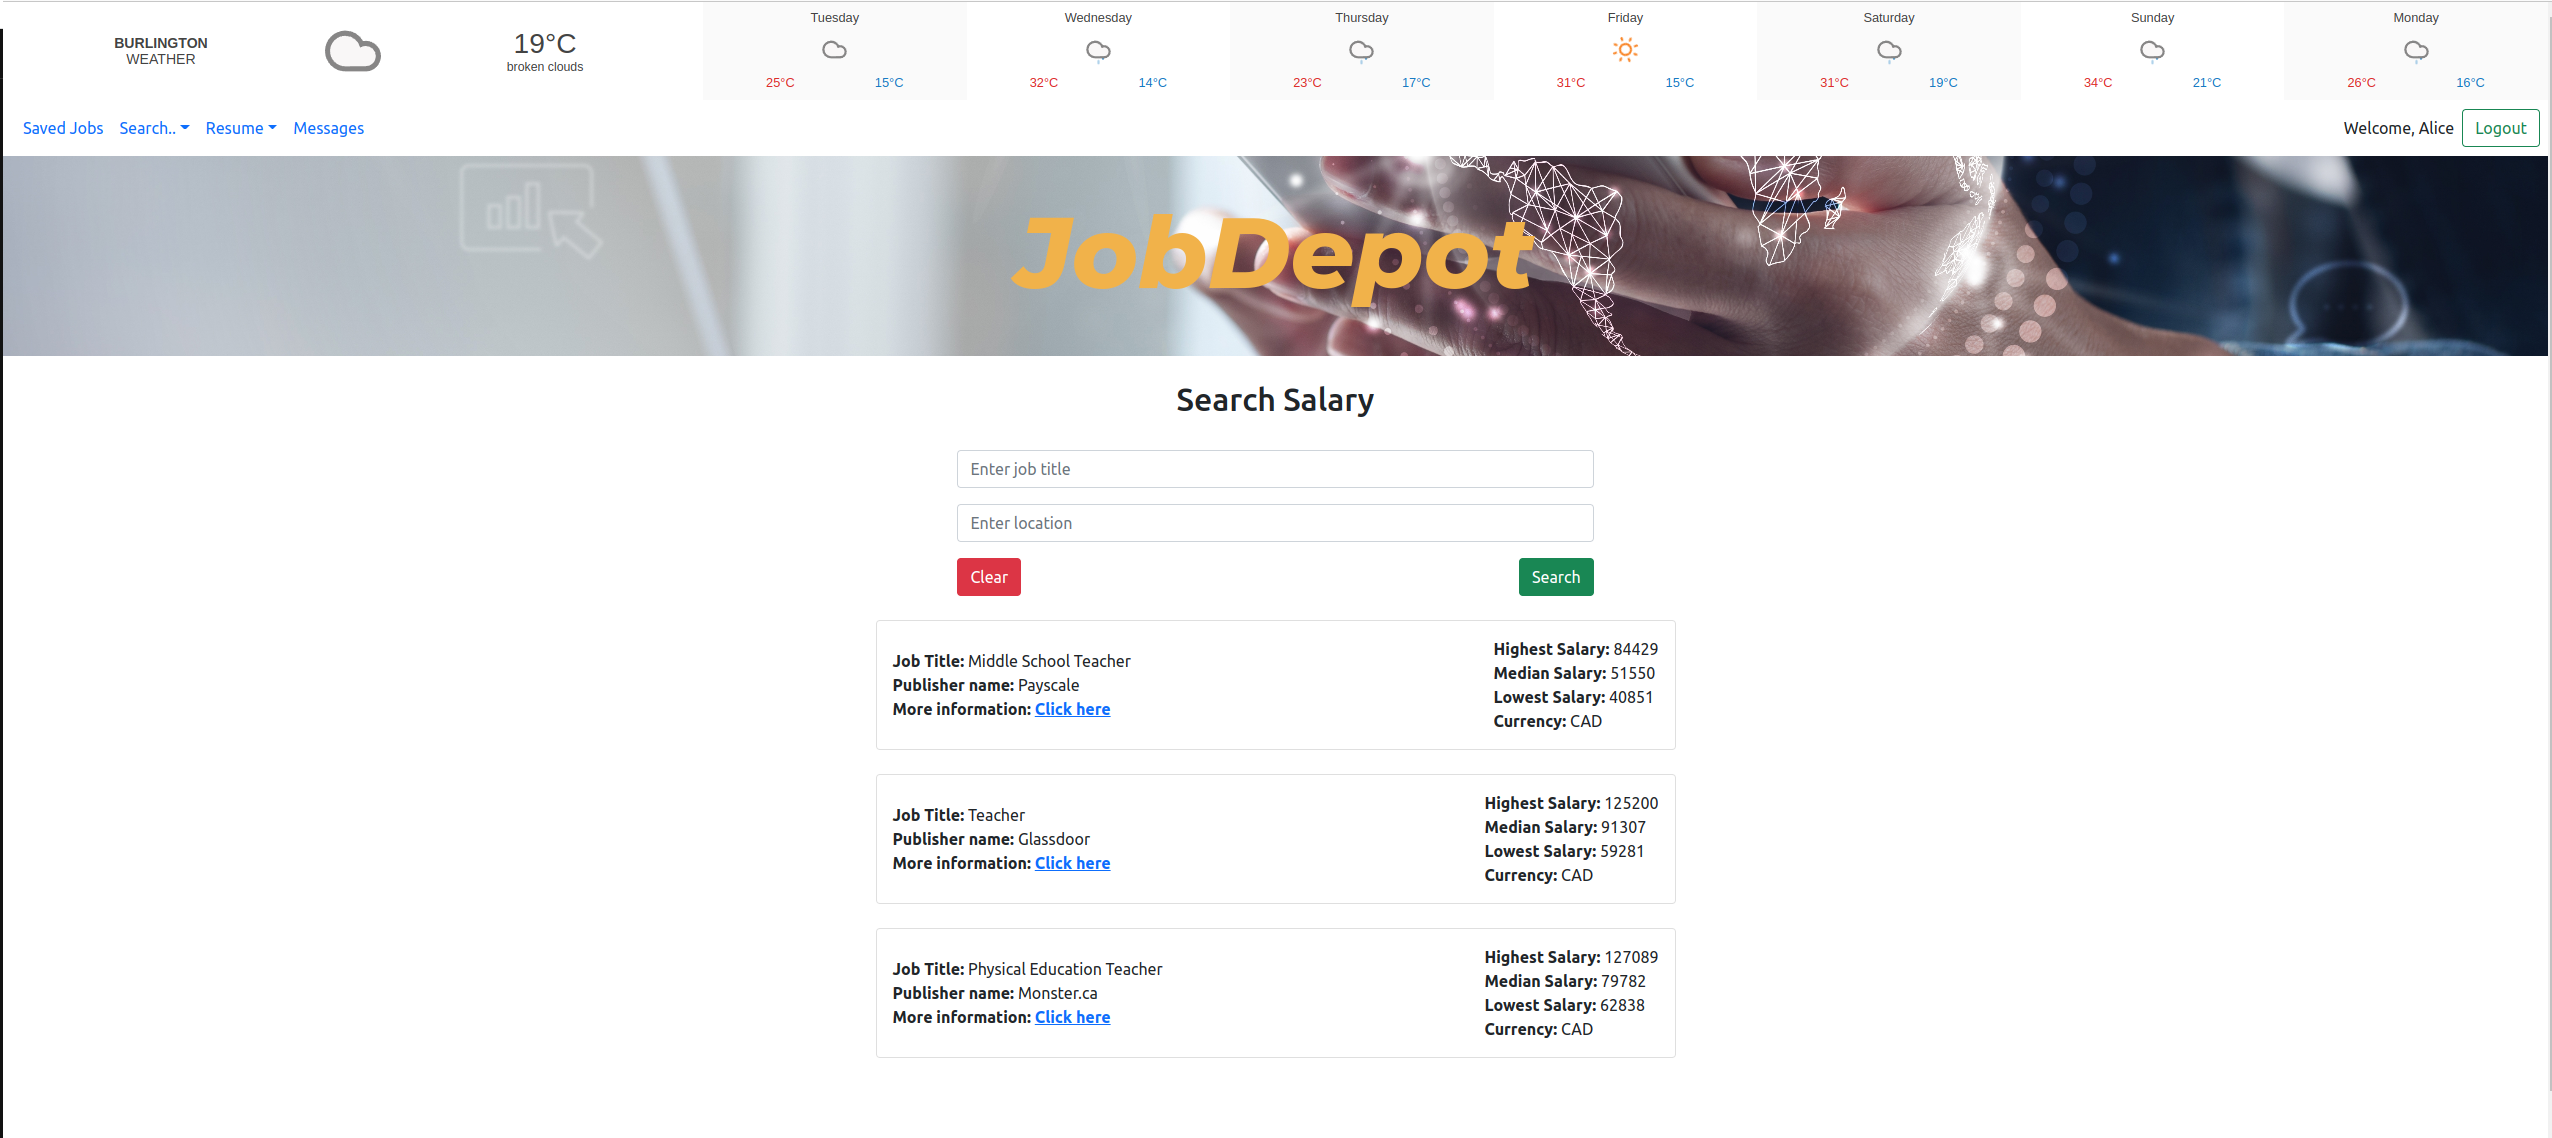 BURLINGTON
WEATHER
19°C
broken clouds
Tuesday
25°C 15°C
Wednesday
32°C 14°C
Thursday
23°C 17°C
Friday
31°C 15°C
Saturday
31°C 19°C
Sunday
34°C 21°C
Monday
26°C 16°C
Saved Jobs Search.. Resume Messages
Welcome, Alice Logout
JobDepot
Search Salary
Enter job title
Enter location
Clear Search
Job Title: Middle School Teacher
Publisher name: Payscale
More information: Click here
Highest Salary: 84429
Median Salary: 51550
Lowest Salary: 40851
Currency: CAD
Job Title: Teacher
Publisher name: Glassdoor
More information: Click here
Highest Salary: 125200
Median Salary: 91307
Lowest Salary: 59281
Currency: CAD
Job Title: Physical Education Teacher
Publisher name: Monster.ca
More information: Click here
Highest Salary: 127089
Median Salary: 79782
Lowest Salary: 62838
Currency: CAD